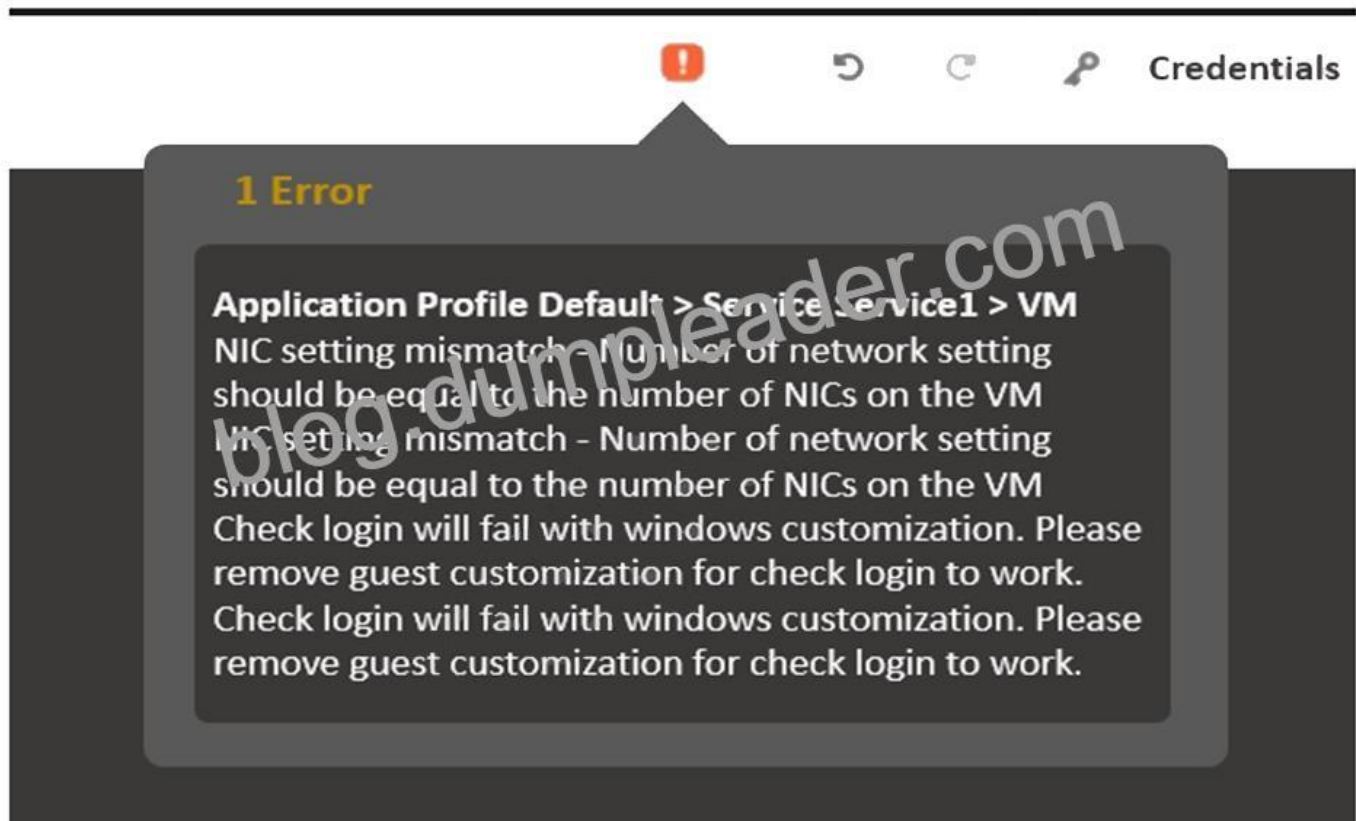 Credentials
1 Error
Application Profile Default > Service Service1 > VM
NIC setting mismatch - Number of network setting
should be equal to the number of NICs on the VM
NIC setting mismatch - Number of network setting
should be equal to the number of NICs on the VM
Check login will fail with windows customization. Please
remove guest customization for check login to work.
Check login will fail with windows customization. Please
remove guest customization for check login to work.
blog.dumpleader.com